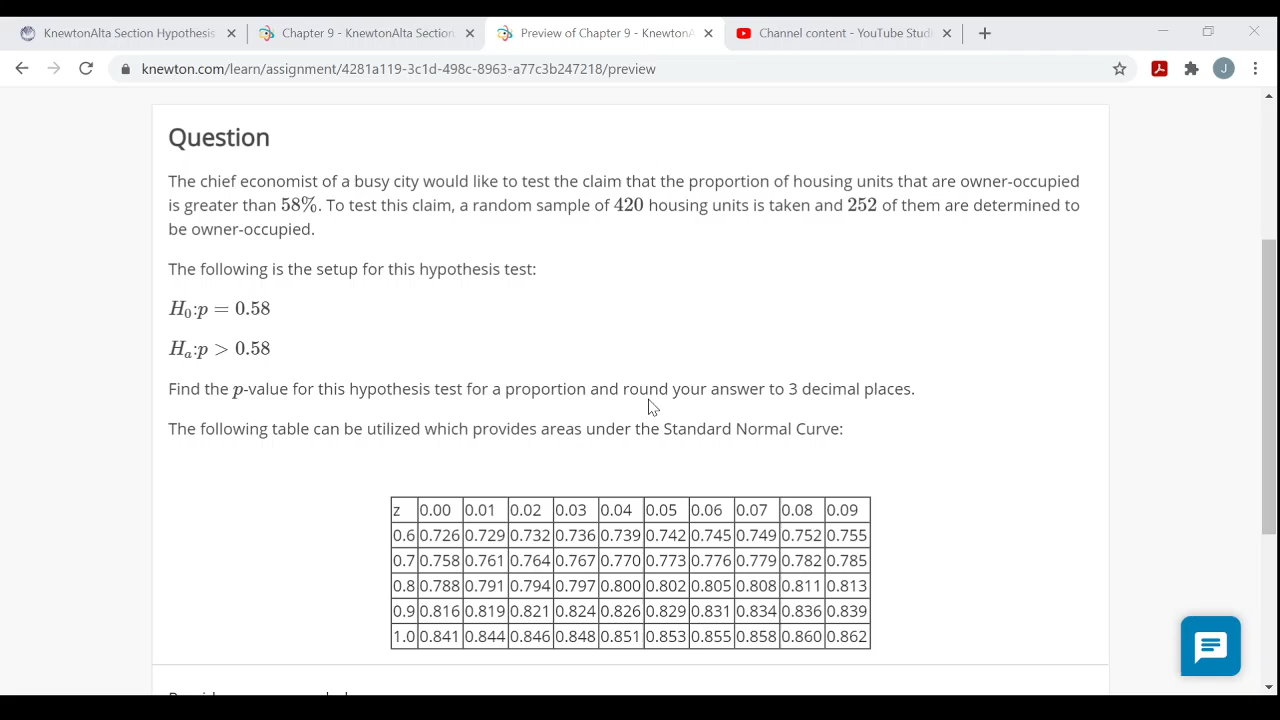 KnewtonAlta Section Hypothesis
Chapter 9 - KnewtonAlta Section
Preview of Chapter 9 - KnewtonA
Channel content - YouTube Studi
knewton.com/learn/assignment/4281a119-3c1d-498c-8963-a77c3b247218/preview
J
Question
The chief economist of a busy city would like to test the claim that the proportion of housing units that are owner-occupied
is greater than 58%. To test this claim, a random sample of 420 housing units is taken and 252 of them are determined to
be owner-occupied.
The following is the setup for this hypothesis test:
H₀:p = 0.58
Hₐ:p > 0.58
Find the p-value for this hypothesis test for a proportion and round your answer to 3 decimal places.
The following table can be utilized which provides areas under the Standard Normal Curve:
z 0.00 0.01 0.02 0.03 0.04 0.05 0.06 0.07 0.08 0.09
0.6 0.726 0.729 0.732 0.736 0.739 0.742 0.745 0.749 0.752 0.755
0.7 0.758 0.761 0.764 0.767 0.770 0.773 0.776 0.779 0.782 0.785
0.8 0.788 0.791 0.794 0.797 0.800 0.802 0.805 0.808 0.811 0.813
0.9 0.816 0.819 0.821 0.824 0.826 0.829 0.831 0.834 0.836 0.839
1.0 0.841 0.844 0.846 0.848 0.851 0.853 0.855 0.858 0.860 0.862